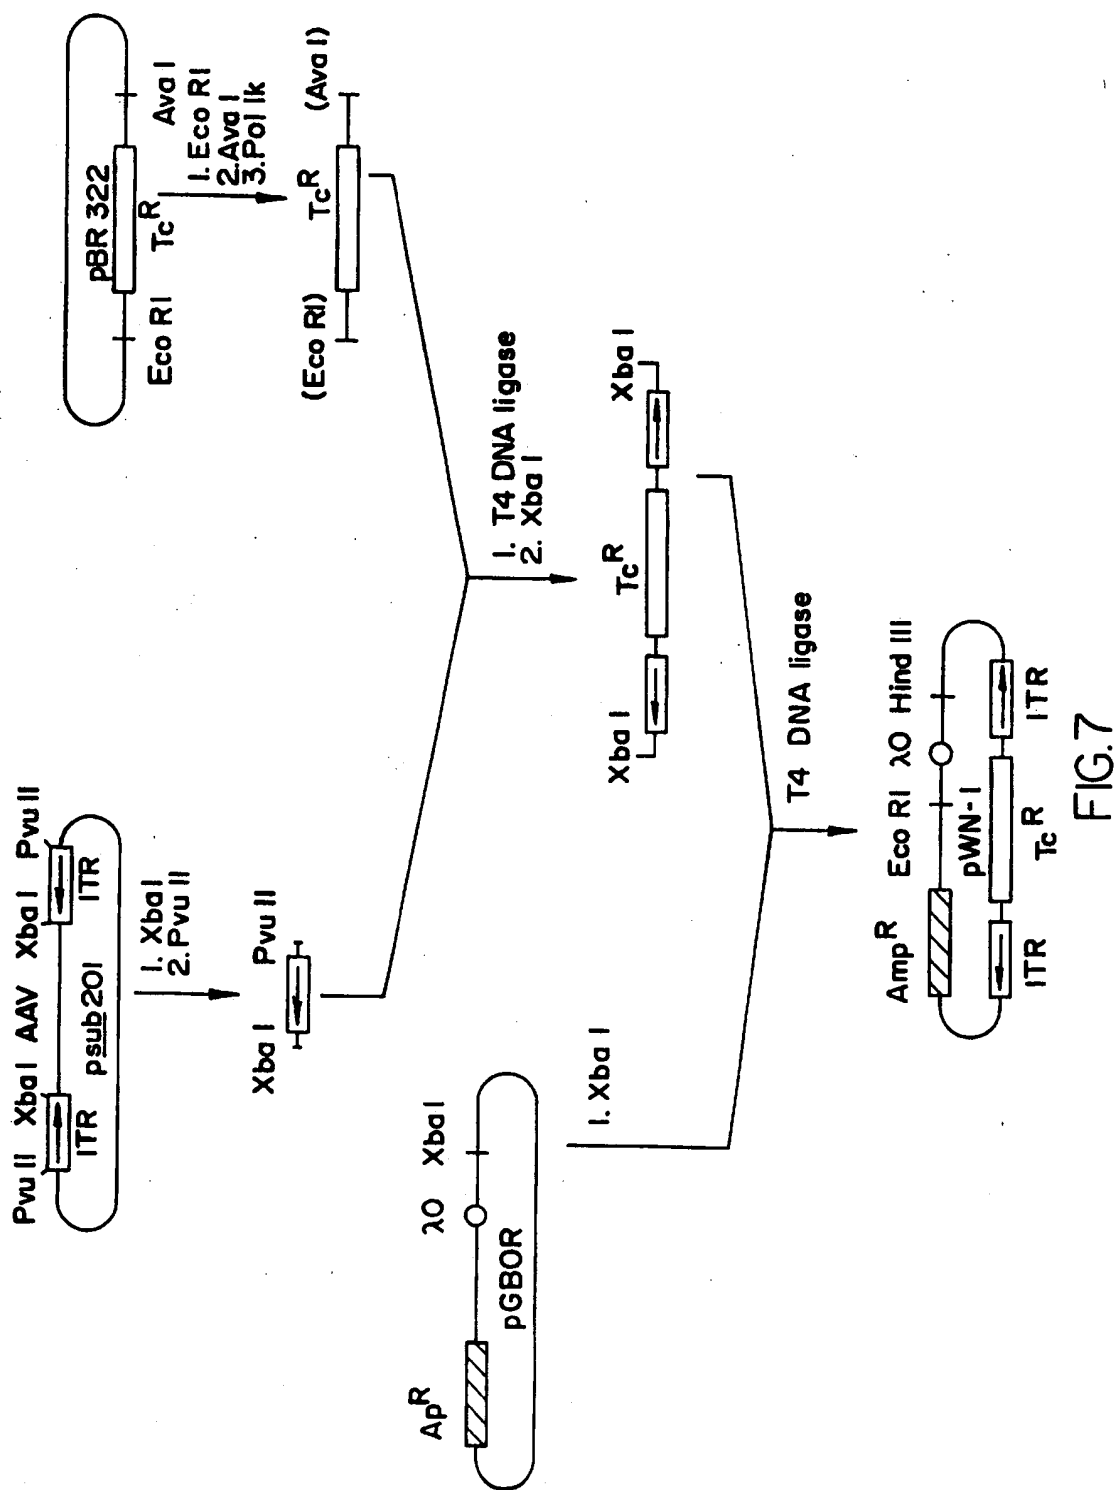 Pvu II Xba I AAV Xba I Pvu II
ITR
ITR
psub201
1. Xba I
2. Pvu II
Xba I Pvu II
pBR 322
Eco RI Tc^R Ava I
1. Eco RI
2. Ava I
3. Pol Ik
(Eco RI) Tc^R (Ava I)
1. T4 DNA ligase
2. Xba I
Ap^R λO Xba I
pGBOR
1. Xba I
Xba I Tc^R Xba I
T4 DNA ligase
Amp^R Eco RI λO Hind III
pWN-1
ITR Tc^R ITR
FIG.7